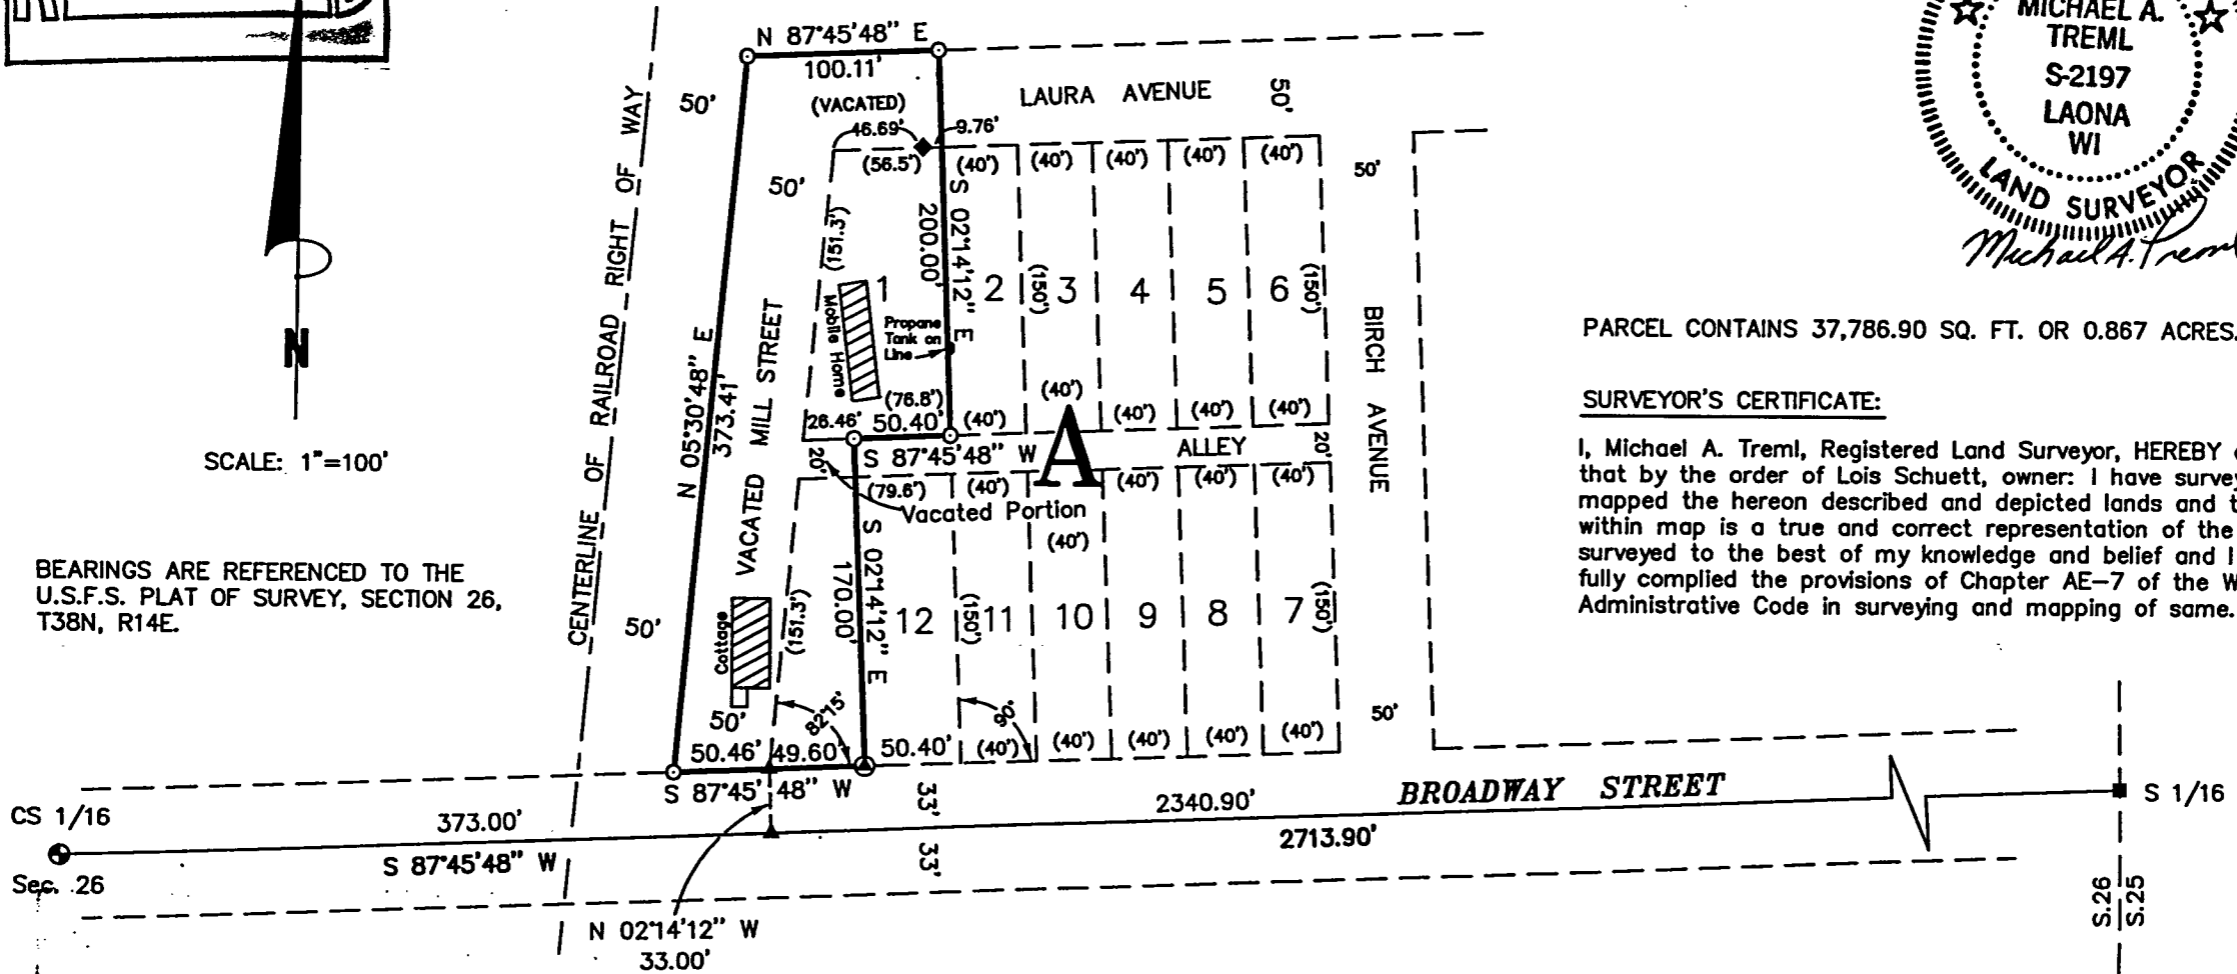 MICHAEL A.
TREML
S-2197
LAONA
WI
LAND SURVEYOR
Michael A. Treml
N
SCALE: 1"=100'
BEARINGS ARE REFERENCED TO THE
U.S.F.S. PLAT OF SURVEY, SECTION 26,
T38N, R14E.
CENTERLINE OF RAILROAD RIGHT OF WAY
N 87°45'48" E
100.11'
(VACATED)
LAURA AVENUE
50'
50'
50'
46.69'
9.76'
(56.5')
(40')
(40')
(40')
(40')
(40')
50'
S 02°14'12" E
200.00'
(151.3')
N 05°30'48" E
373.41'
VACATED MILL STREET
Mobile Home
1
Propane
Tank on
Line
2
(150')
3
4
5
6
(150')
BIRCH AVENUE
(76.8')
26.46'
50.40'
(40')
(40')
(40')
(40')
(40')
A
S 87°45'48" W
ALLEY
20'
20'
(79.6')
(40')
(40')
(40')
(40')
Vacated Portion
(40')
S 02°14'12" E
170.00'
(151.3')
Cottage
50'
12
(150')
11
10
9
8
7
(150')
50'
82°15'
90°
50'
50.46'
49.60'
50.40'
(40')
(40')
(40')
(40')
(40')
S 87°45'48" W
33'
33'
BROADWAY STREET
2340.90'
2713.90'
S 1/16
CS 1/16
373.00'
S 87°45'48" W
Sec. 26
N 02°14'12" W
33.00'
S.26
S.25
PARCEL CONTAINS 37,786.90 SQ. FT. OR 0.867 ACRES.
SURVEYOR'S CERTIFICATE:
I, Michael A. Treml, Registered Land Surveyor, HEREBY
that by the order of Lois Schuett, owner: I have
mapped the hereon described and depicted lands and
within map is a true and correct representation of the
surveyed to the best of my knowledge and belief and I
fully complied the provisions of Chapter AE-7 of the
Administrative Code in surveying and mapping of same.